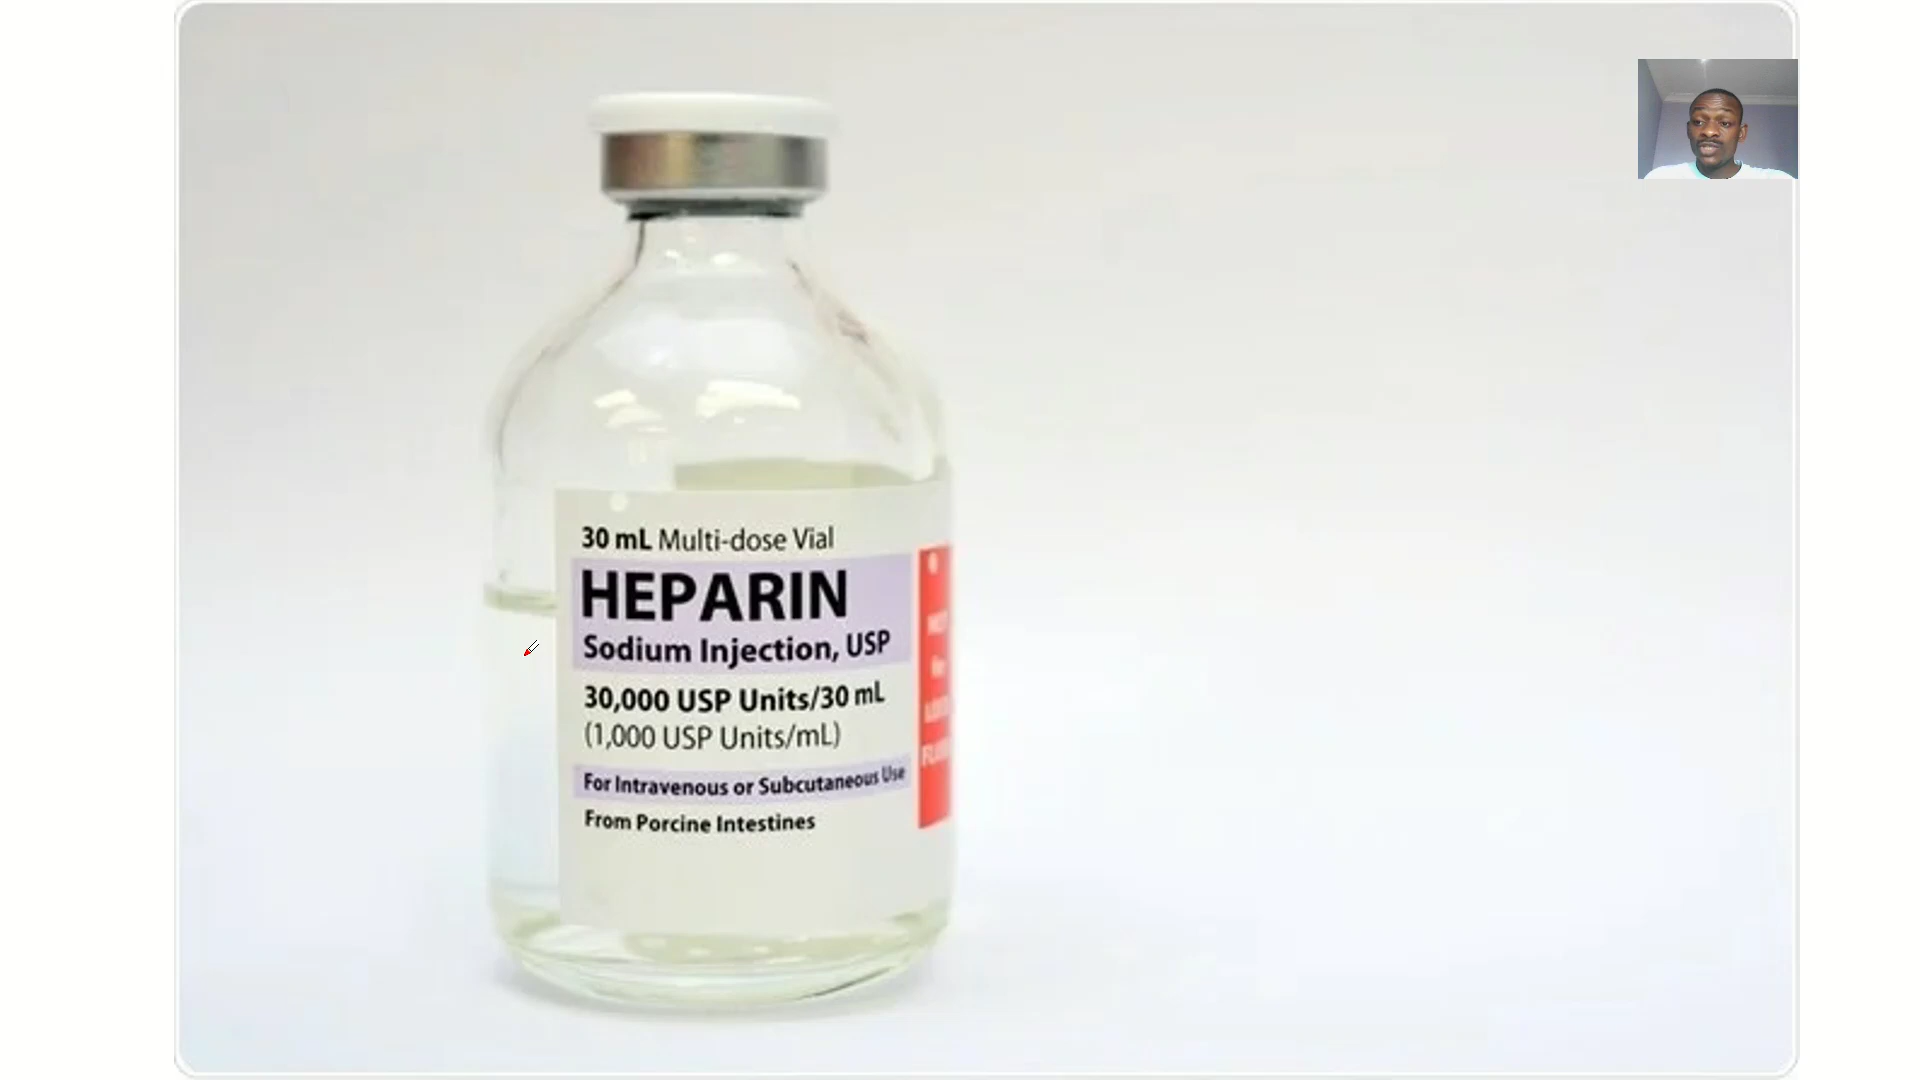 30 mL Multi-dose Vial
HEPARIN
Sodium Injection, USP
30,000 USP Units/30 mL
(1,000 USP Units/mL)
For Intravenous or Subcutaneous Use
From Porcine Intestines